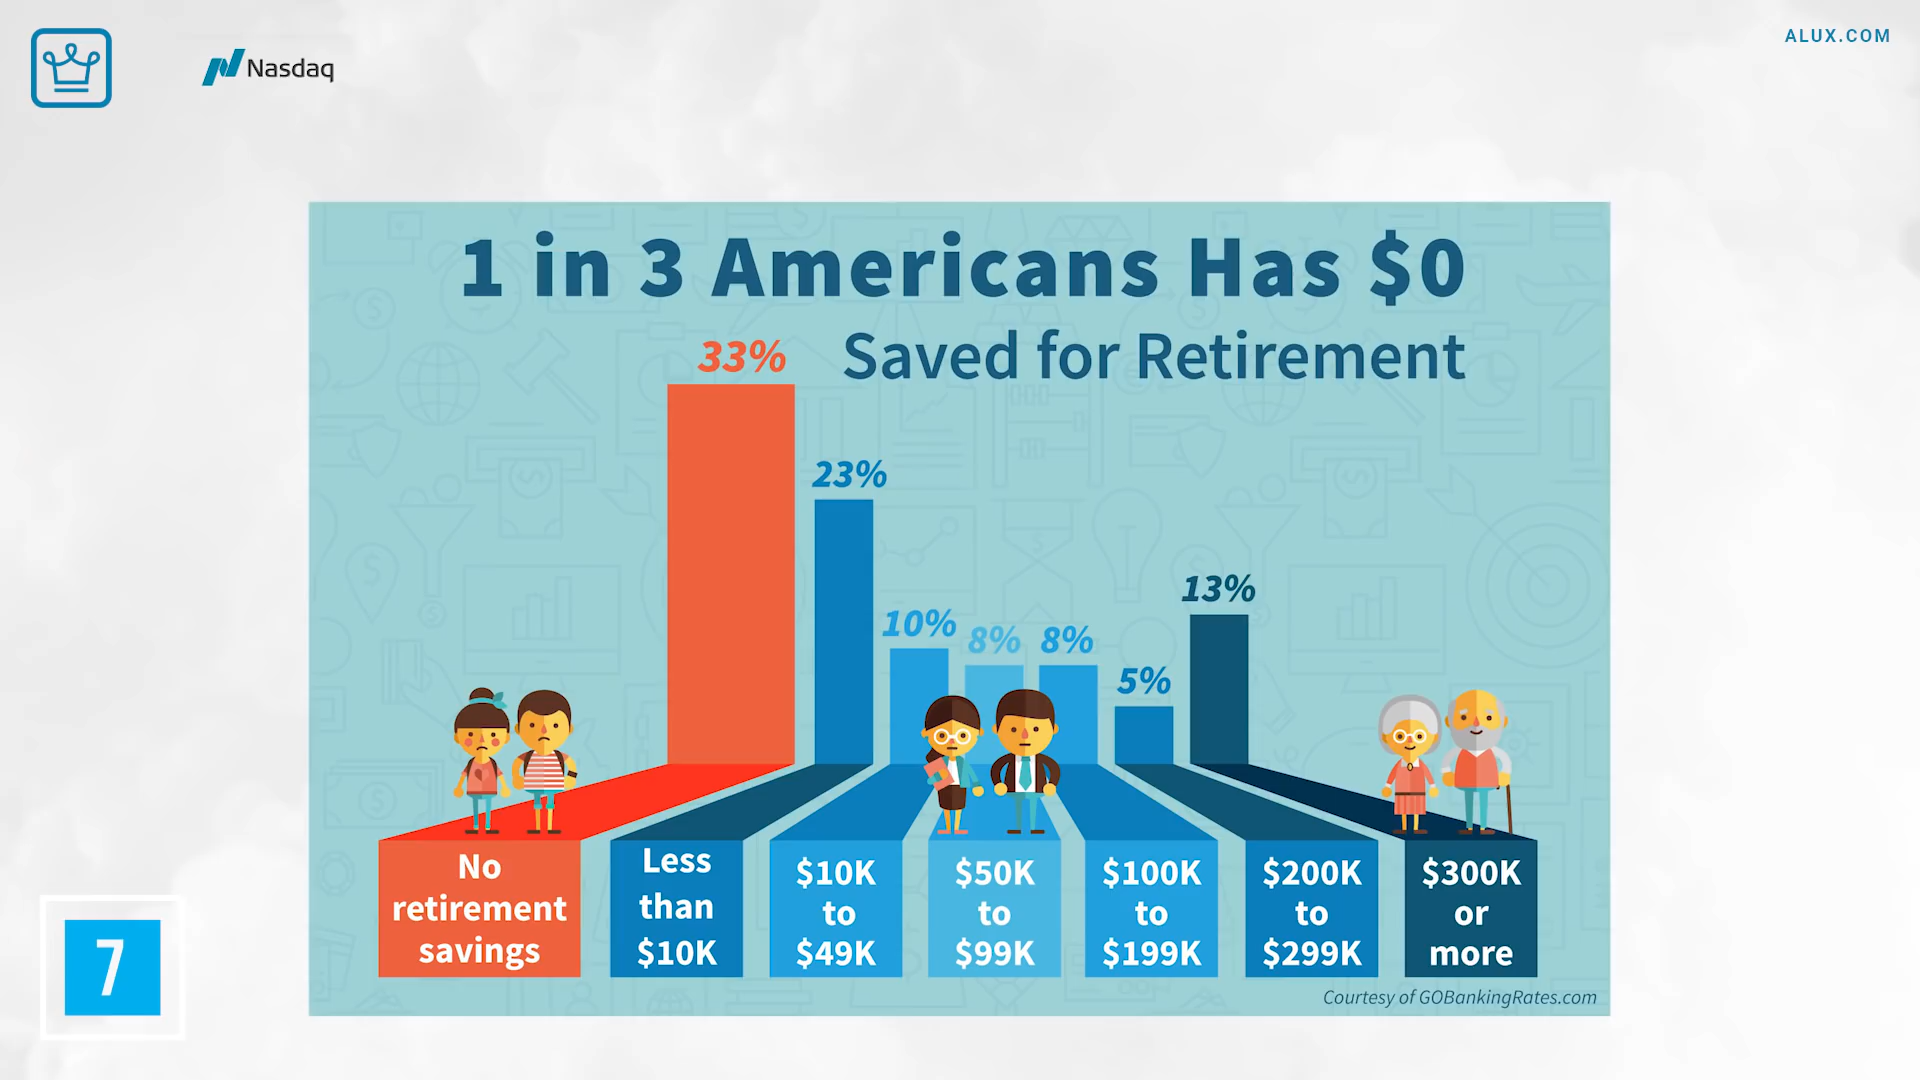 Nasdaq
ALUX.COM
1 in 3 Americans Has $0
Saved for Retirement
33%
23%
10%
8%
8%
5%
13%
No
retirement
savings
Less
than
$10K
$10K
to
$49K
$50K
to
$99K
$100K
to
$199K
$200K
to
$299K
$300K
or
more
Courtesy of GOBankingRates.com
7